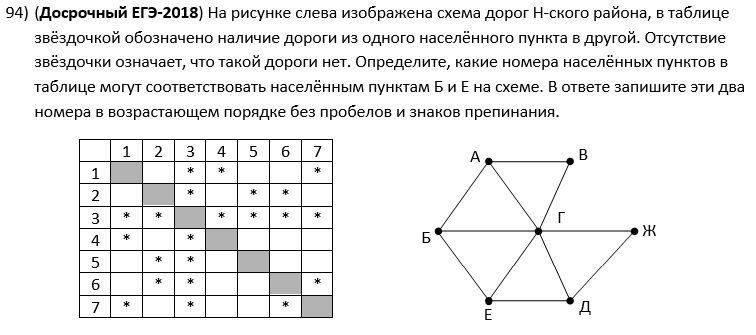 94) (Досрочный ЕГЭ-2018) На рисунке слева изображена схема дорог Н-ского района, в таблице
звёздочкой обозначено наличие дороги из одного населённого пункта в другой. Отсутствие
звёздочки означает, что такой дороги нет. Определите, какие номера населённых пунктов в
таблице могут соответствовать населённым пунктам Б и Е на схеме. В ответе запишите эти два
номера в возрастающем порядке без пробелов и знаков препинания.
1 2 3 4 5 6 7
1 * * *
2 * * *
3 * * * * * *
4 * *
5 * *
6 * * *
7 * * *
А В
Б Г Ж
Е Д